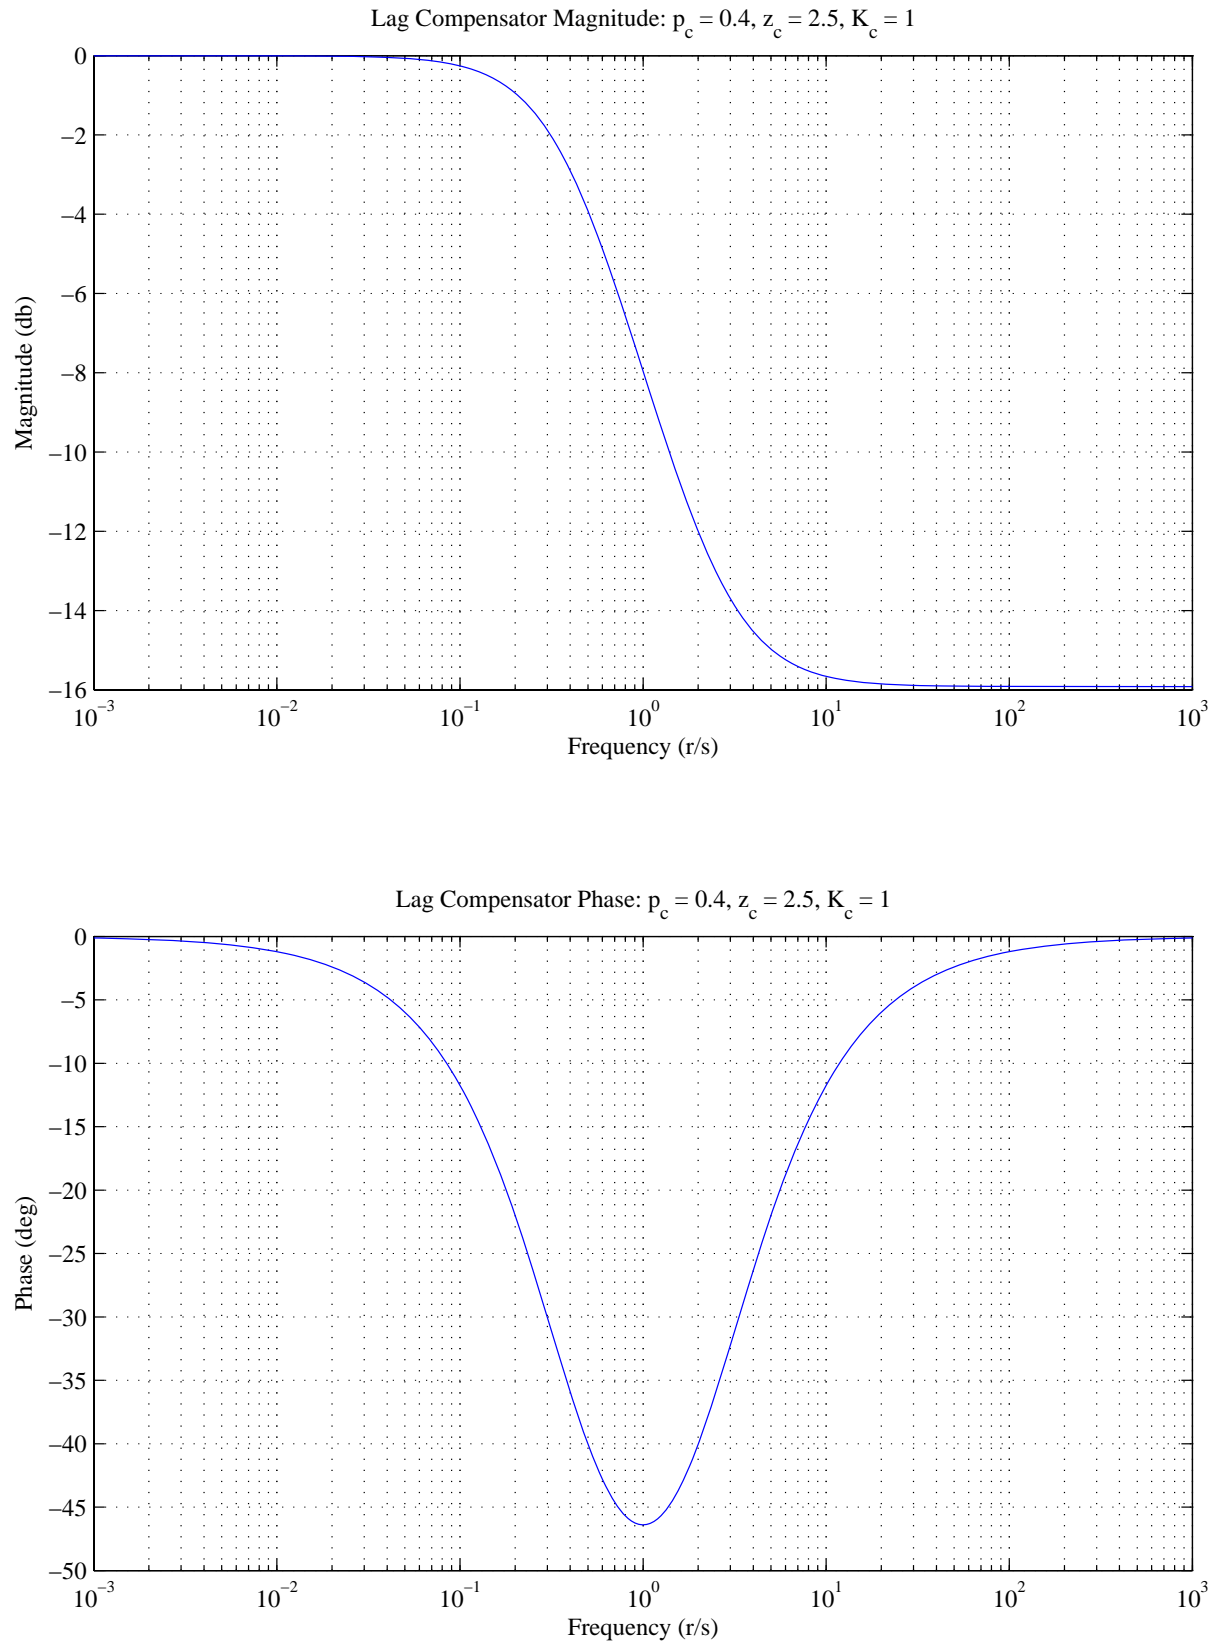 Lag Compensator Magnitude: p_c = 0.4, z_c = 2.5, K_c = 1
0
−2
−4
−6
−8
−10
−12
−14
−16
Magnitude (db)
10^−3 10^−2 10^−1 10^0 10^1 10^2 10^3
Frequency (r/s)
Lag Compensator Phase: p_c = 0.4, z_c = 2.5, K_c = 1
0
−5
−10
−15
−20
−25
−30
−35
−40
−45
−50
Phase (deg)
10^−3 10^−2 10^−1 10^0 10^1 10^2 10^3
Frequency (r/s)